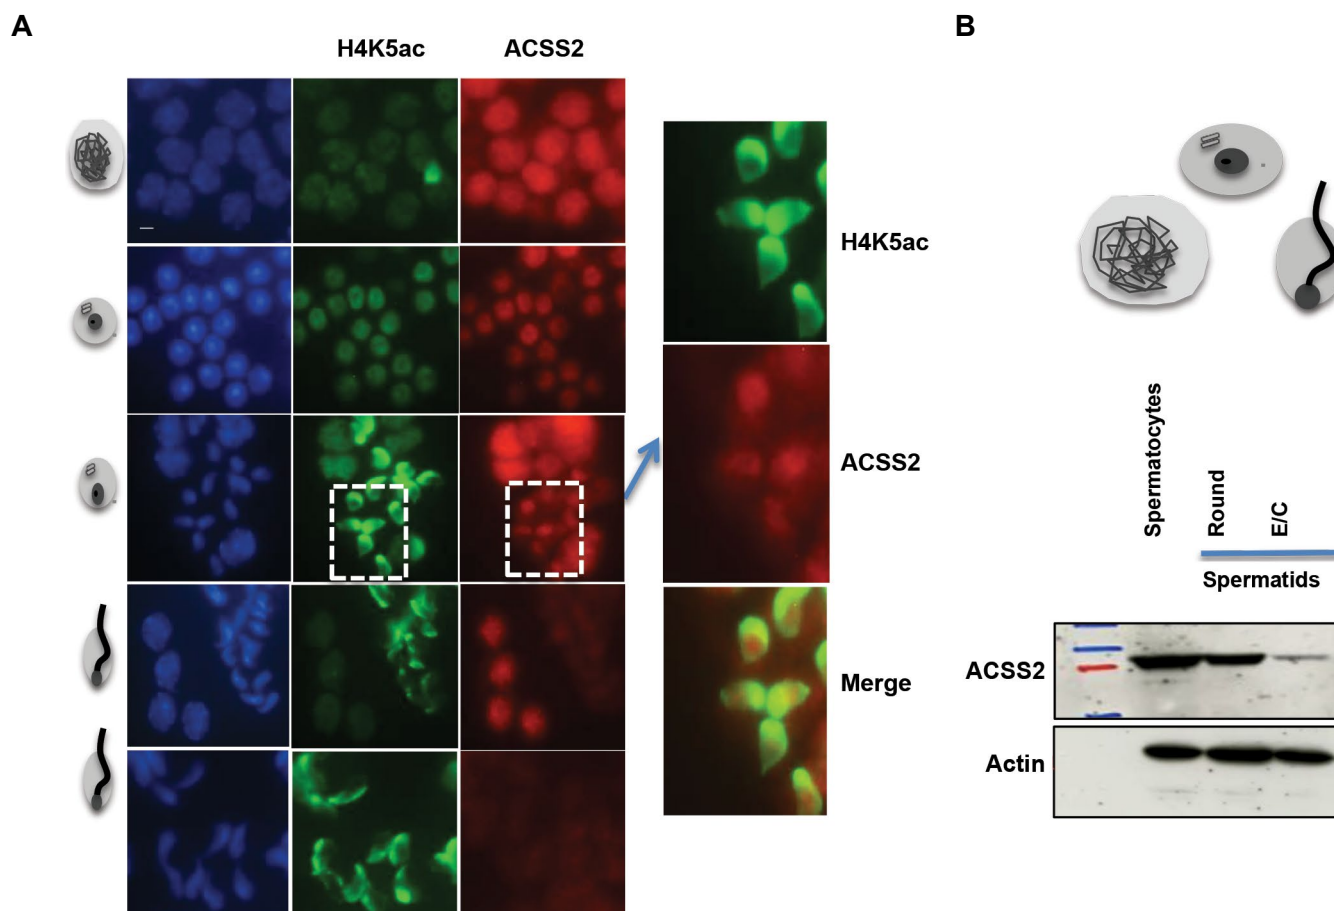 A
H4K5ac
ACSS2
H4K5ac
ACSS2
Merge
B
Spermatocytes
Round
E/C
Spermatids
ACSS2
Actin